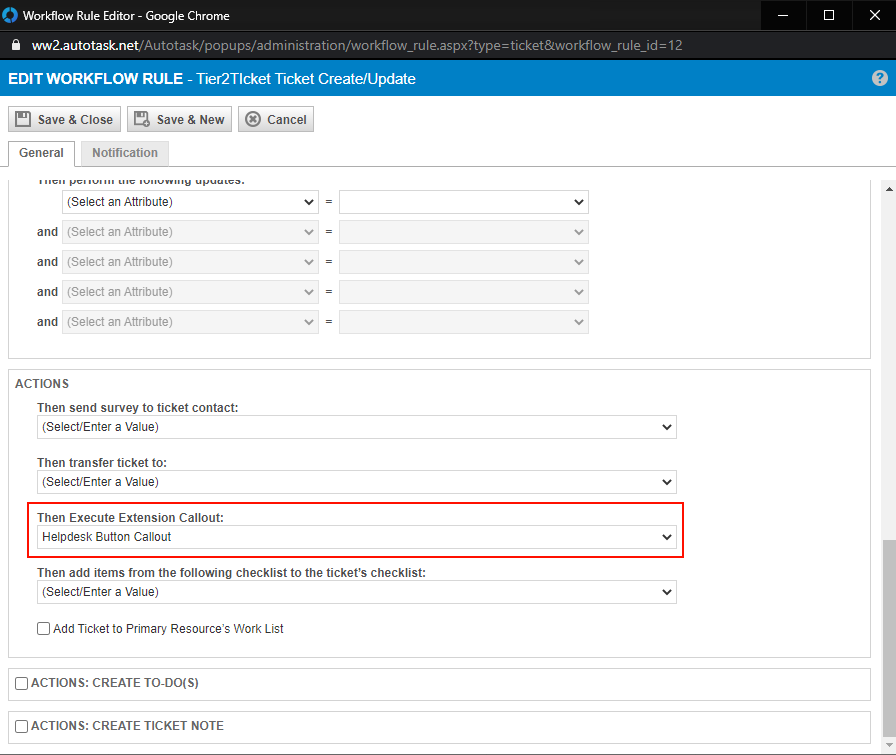 Workflow Rule Editor - Google Chrome
ww2.autotask.net/Autotask/popups/administration/workflow_rule.aspx?type=ticket&workflow_rule_id=12
EDIT WORKFLOW RULE - Tier2TIcket Ticket Create/Update
Save & Close Save & New Cancel
General Notification
Then perform the following updates:
(Select an Attribute) =
and (Select an Attribute) =
and (Select an Attribute) =
and (Select an Attribute) =
and (Select an Attribute) =
ACTIONS
Then send survey to ticket contact:
(Select/Enter a Value)
Then transfer ticket to:
(Select/Enter a Value)
Then Execute Extension Callout:
Helpdesk Button Callout
Then add items from the following checklist to the ticket's checklist:
(Select/Enter a Value)
Add Ticket to Primary Resource's Work List
ACTIONS: CREATE TO-DO(S)
ACTIONS: CREATE TICKET NOTE